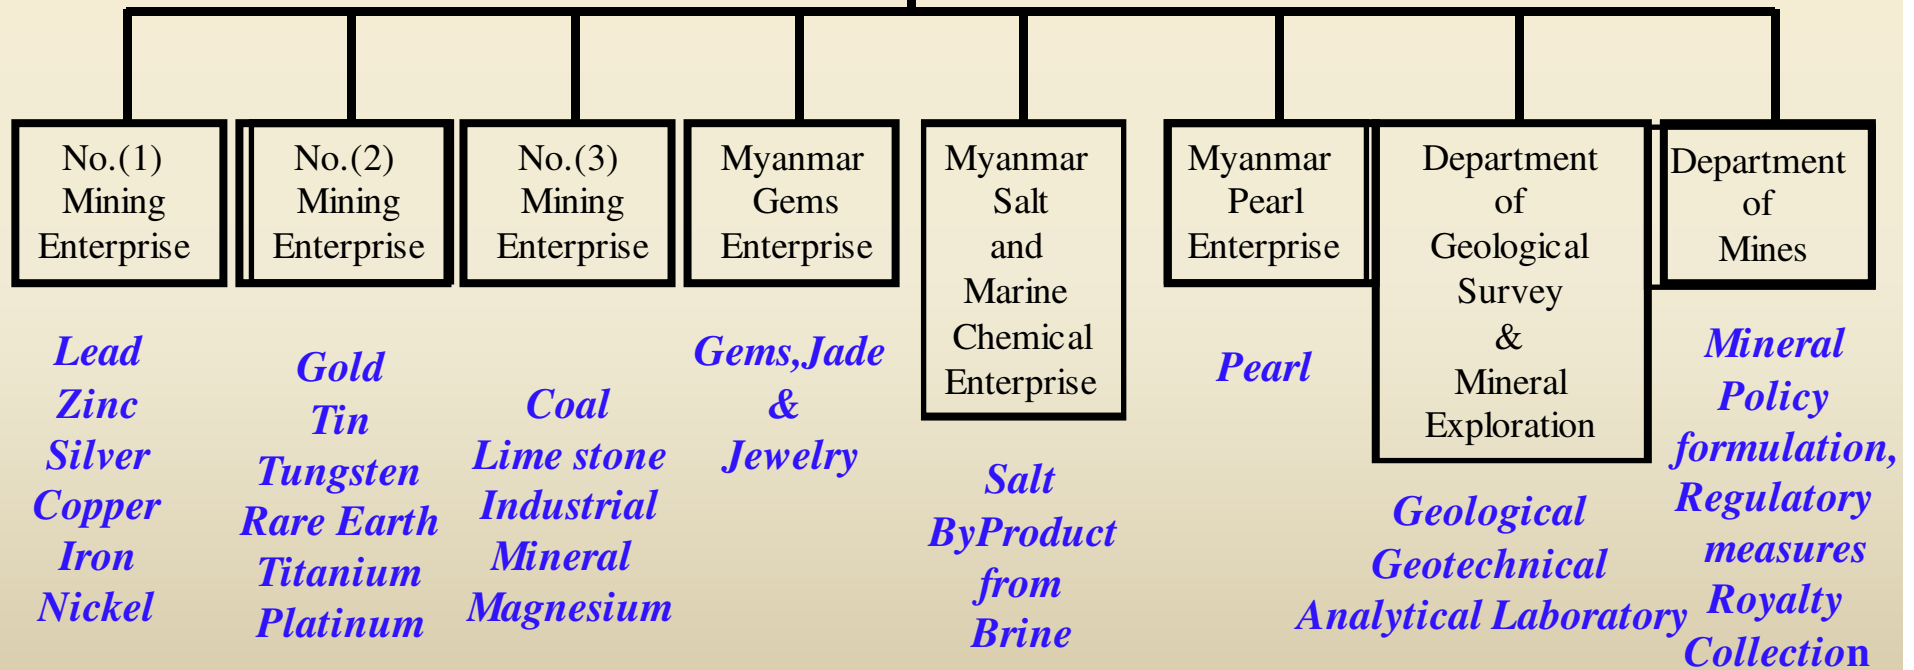 No.(1)
Mining
Enterprise
No.(2)
Mining
Enterprise
No.(3)
Mining
Enterprise
Myanmar
Gems
Enterprise
Myanmar
Salt
and
Marine
Chemical
Enterprise
Myanmar
Pearl
Enterprise
Department
of
Geological
Survey
&
Mineral
Exploration
Department
of
Mines
Lead
Zinc
Silver
Copper
Iron
Nickel
Gold
Tin
Tungsten
Rare Earth
Titanium
Platinum
Coal
Lime stone
Industrial
Mineral
Magnesium
Gems,Jade
&
Jewelry
Salt
ByProduct
from
Brine
Pearl
Geological
Geotechnical
Analytical Laboratory
Mineral
Policy
formulation,
Regulatory
measures
Royalty
Collection